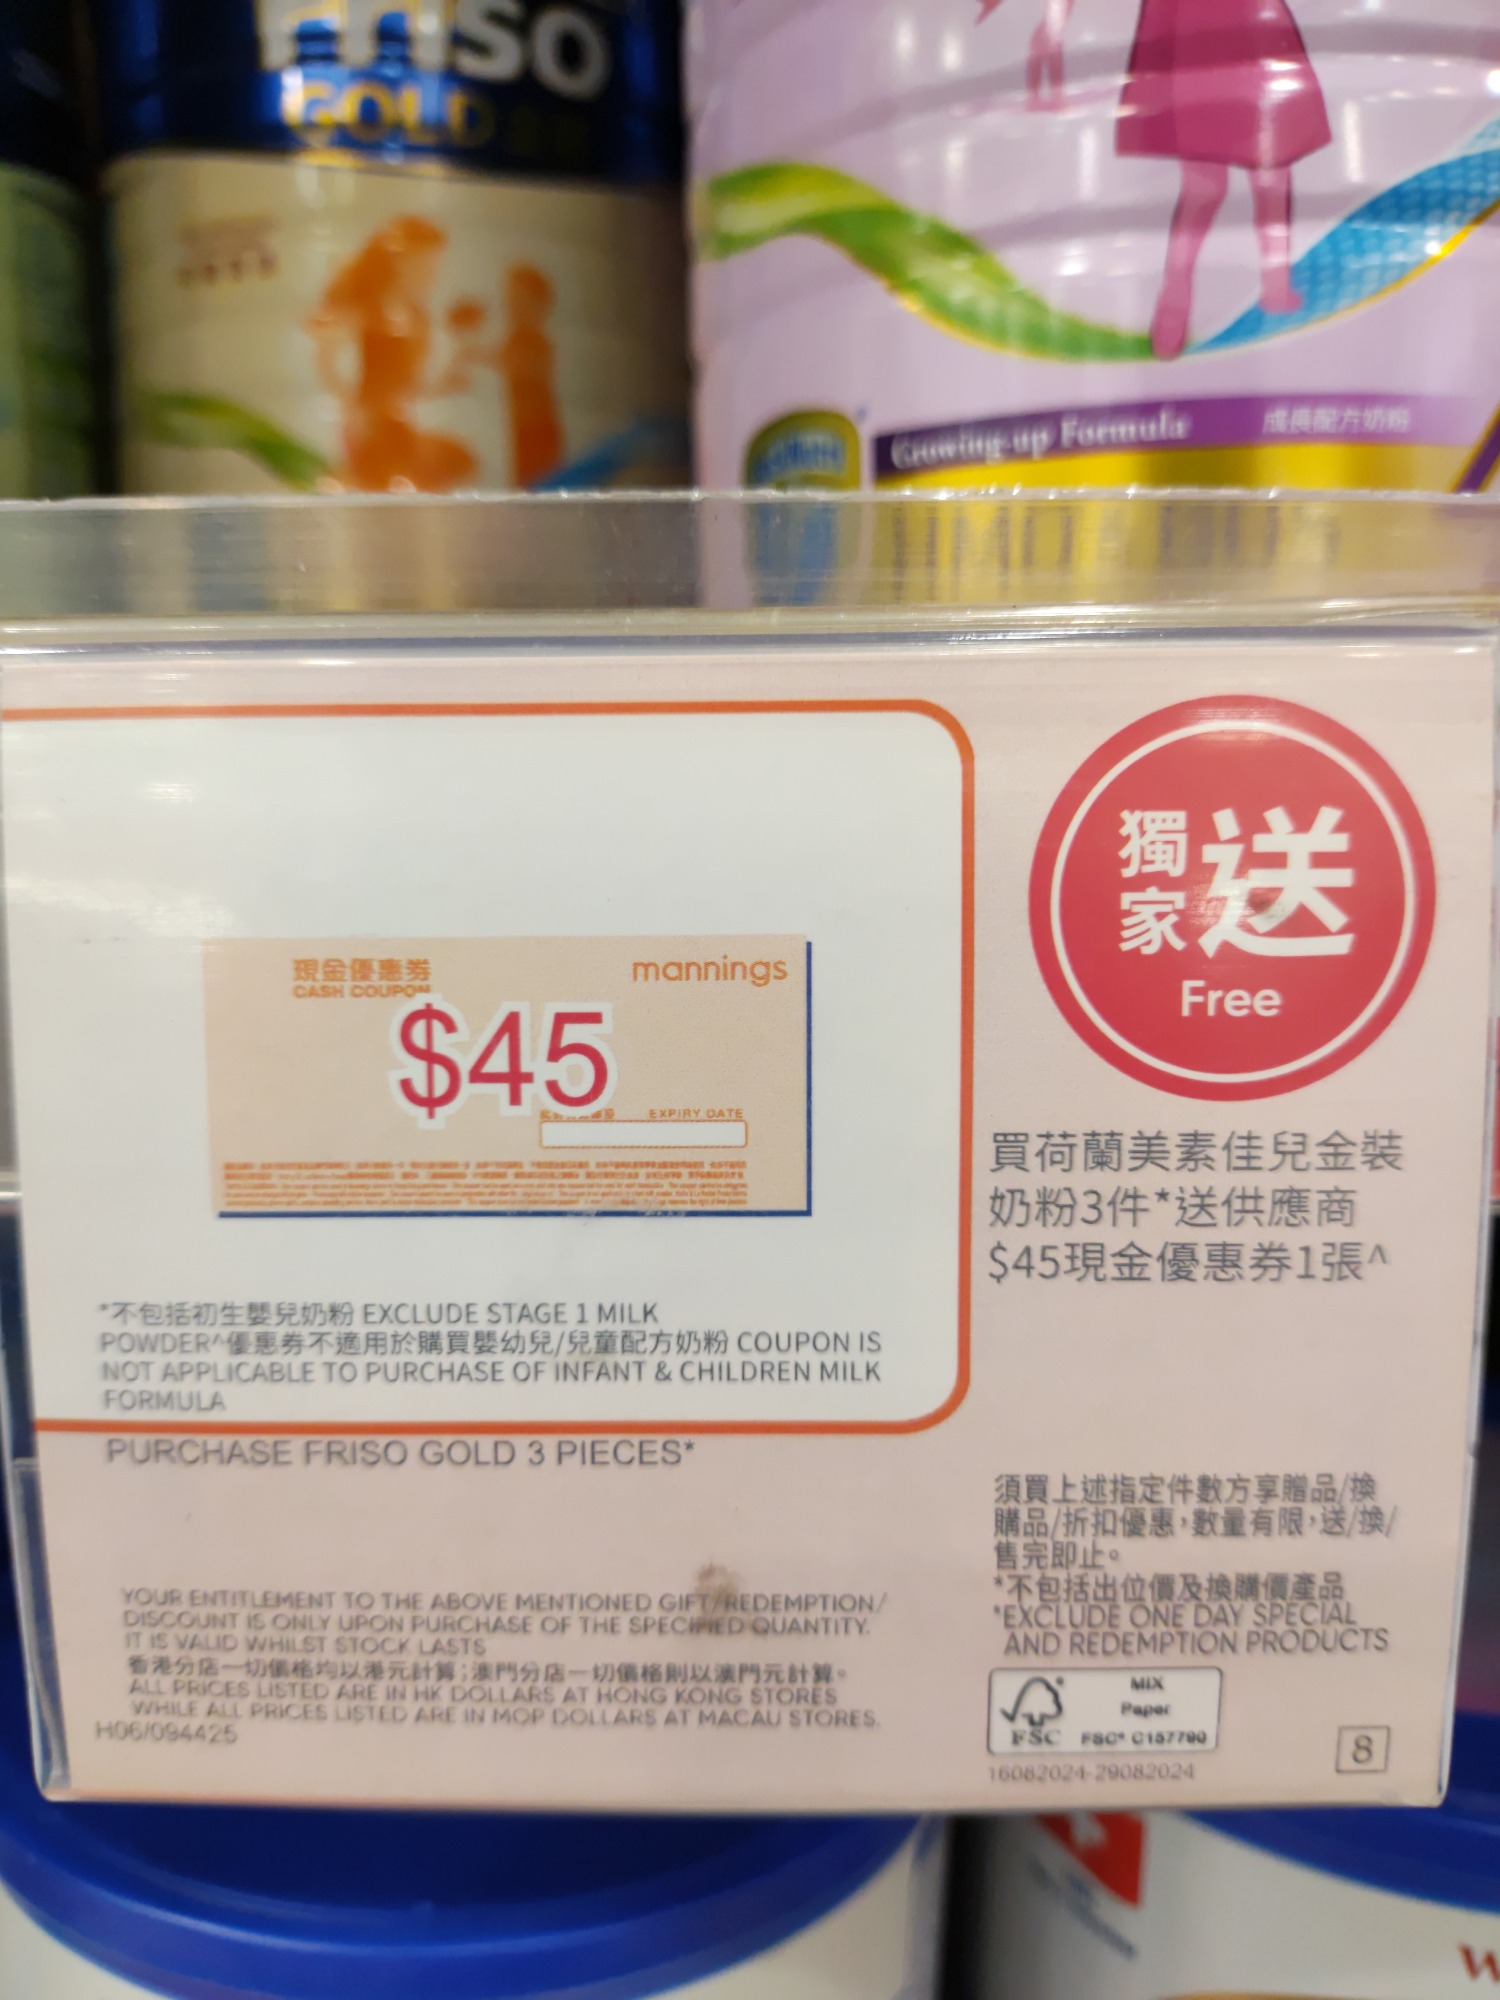 FRISO
GOLD
Growing-up Formula 成長配方奶粉
獨家送
Free
現金優惠券
CASH COUPON
mannings
$45
EXPIRY DATE
買荷蘭美素佳兒金裝
奶粉3件*送供應商
$45現金優惠券1張^
*不包括初生嬰兒奶粉 EXCLUDE STAGE 1 MILK
POWDER^優惠券不適用於購買嬰幼兒/兒童配方奶粉 COUPON IS
NOT APPLICABLE TO PURCHASE OF INFANT & CHILDREN MILK
FORMULA
PURCHASE FRISO GOLD 3 PIECES*
須買上述指定件數方享贈品/換
購品/折扣優惠,數量有限,送/換/
售完即止。
*不包括出位價及換購價產品
*EXCLUDE ONE DAY SPECIAL
AND REDEMPTION PRODUCTS
YOUR ENTITLEMENT TO THE ABOVE MENTIONED GIFT/REDEMPTION/
DISCOUNT IS ONLY UPON PURCHASE OF THE SPECIFIED QUANTITY.
IT IS VALID WHILST STOCK LASTS
香港分店一切價格均以港元計算;澳門分店一切價格則以澳門元計算。
ALL PRICES LISTED ARE IN HK DOLLARS AT HONG KONG STORES
WHILE ALL PRICES LISTED ARE IN MOP DOLLARS AT MACAU STORES.
H06/094425
MIX
Paper
FSC FSC® C157790
8
16082024-29082024